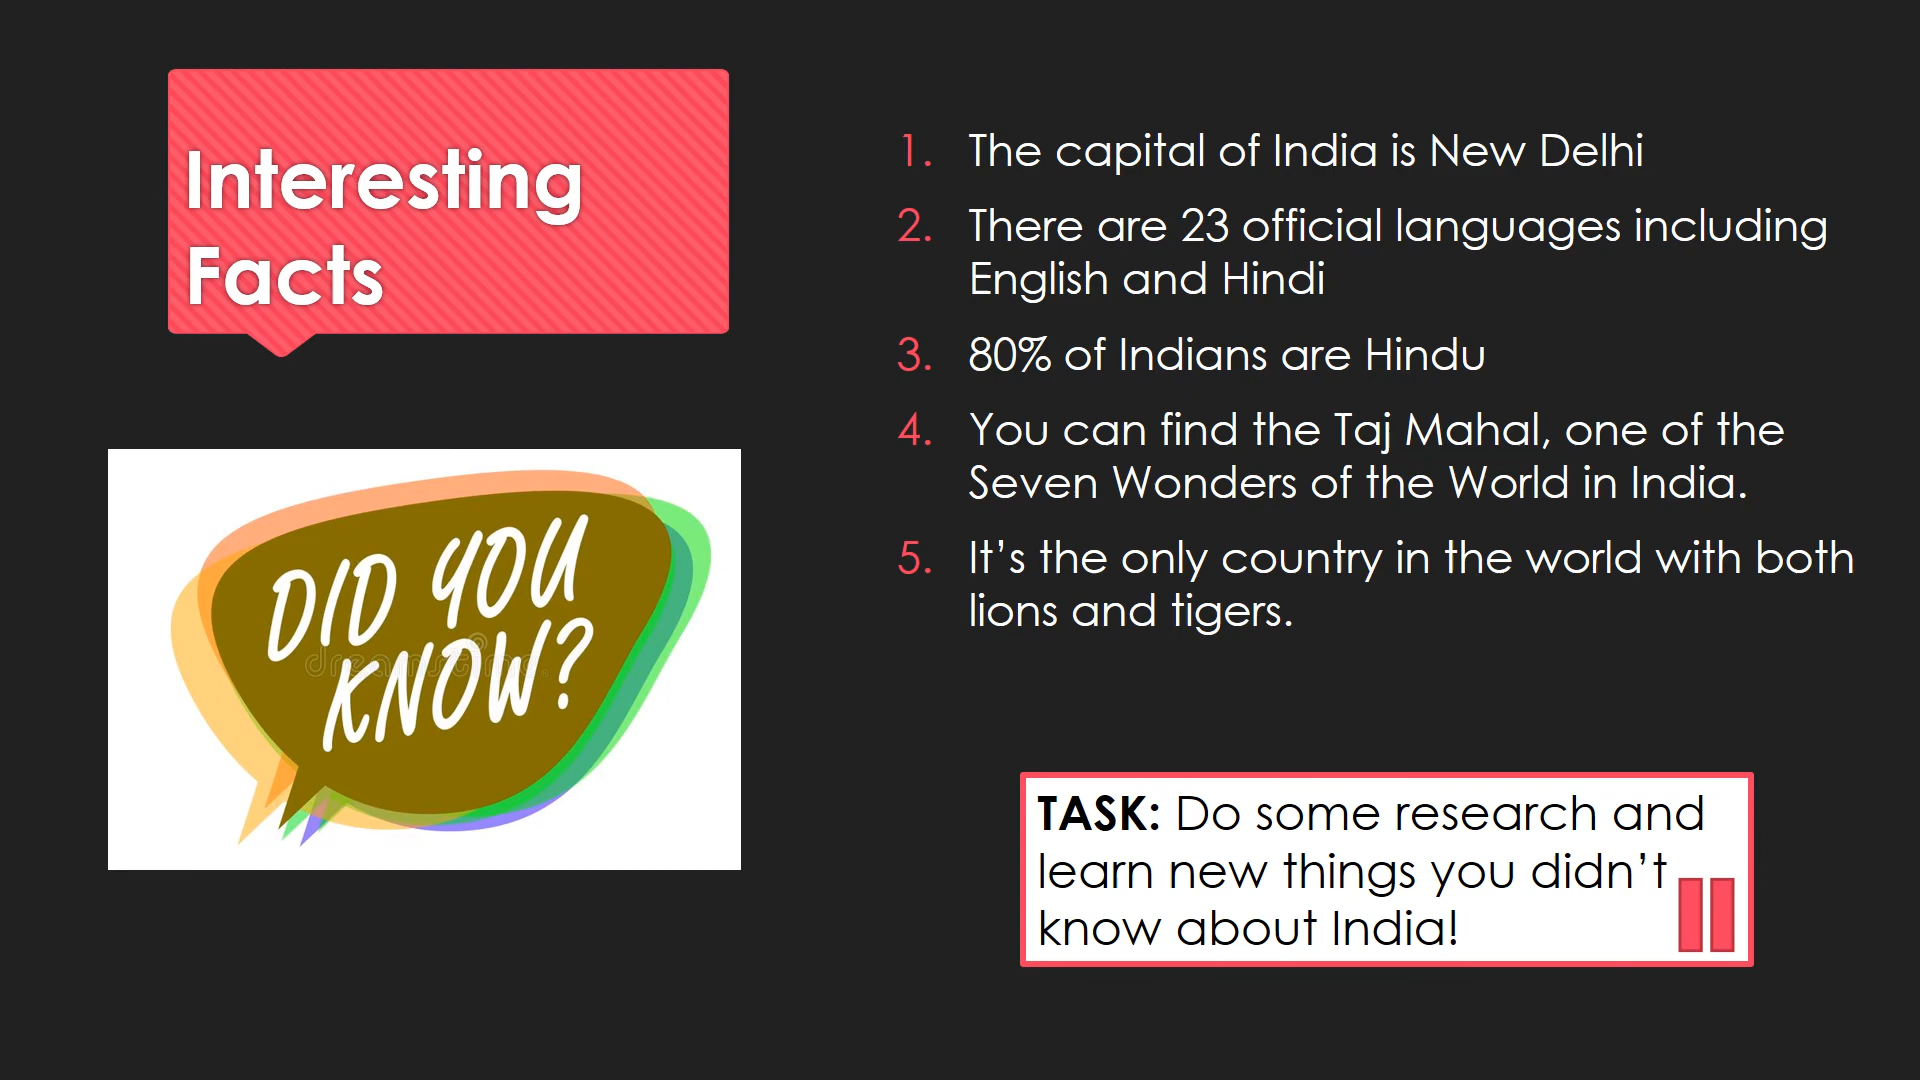 Interesting
Facts
DID YOU
KNOW?
dreamstime
1. The capital of India is New Delhi
2. There are 23 official languages including
English and Hindi
3. 80% of Indians are Hindu
4. You can find the Taj Mahal, one of the
Seven Wonders of the World in India.
5. It’s the only country in the world with both
lions and tigers.
TASK: Do some research and
learn new things you didn’t
know about India!